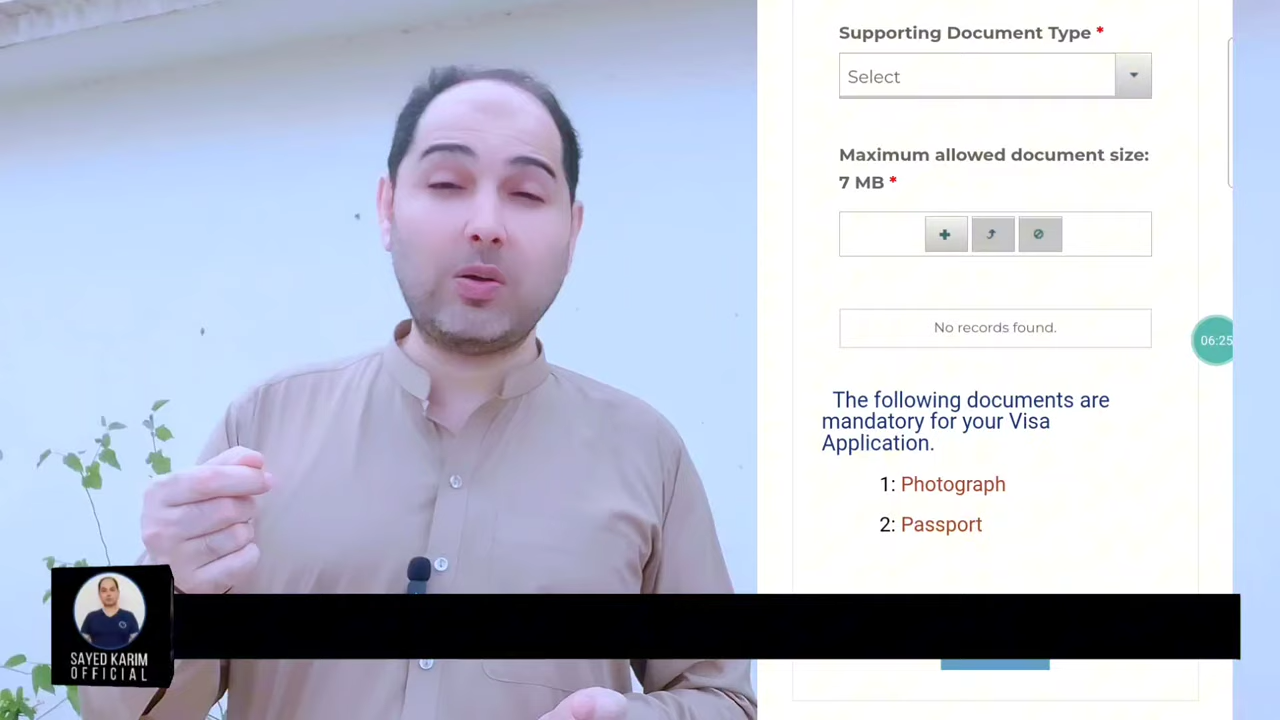 Supporting Document Type *
Select
Maximum allowed document size:
7 MB *
No records found.
06:25
The following documents are
mandatory for your Visa
Application.
1: Photograph
2: Passport
SAYED KARIM
OFFICIAL